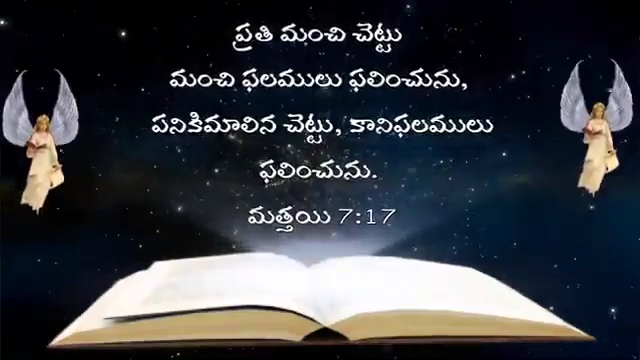 ప్రతి మంచి చెట్టు
మంచి ఫలములు ఫలించును,
పనికిమాలిన చెట్టు, కానిఫలములు
ఫలించును.
మత్తయి 7:17